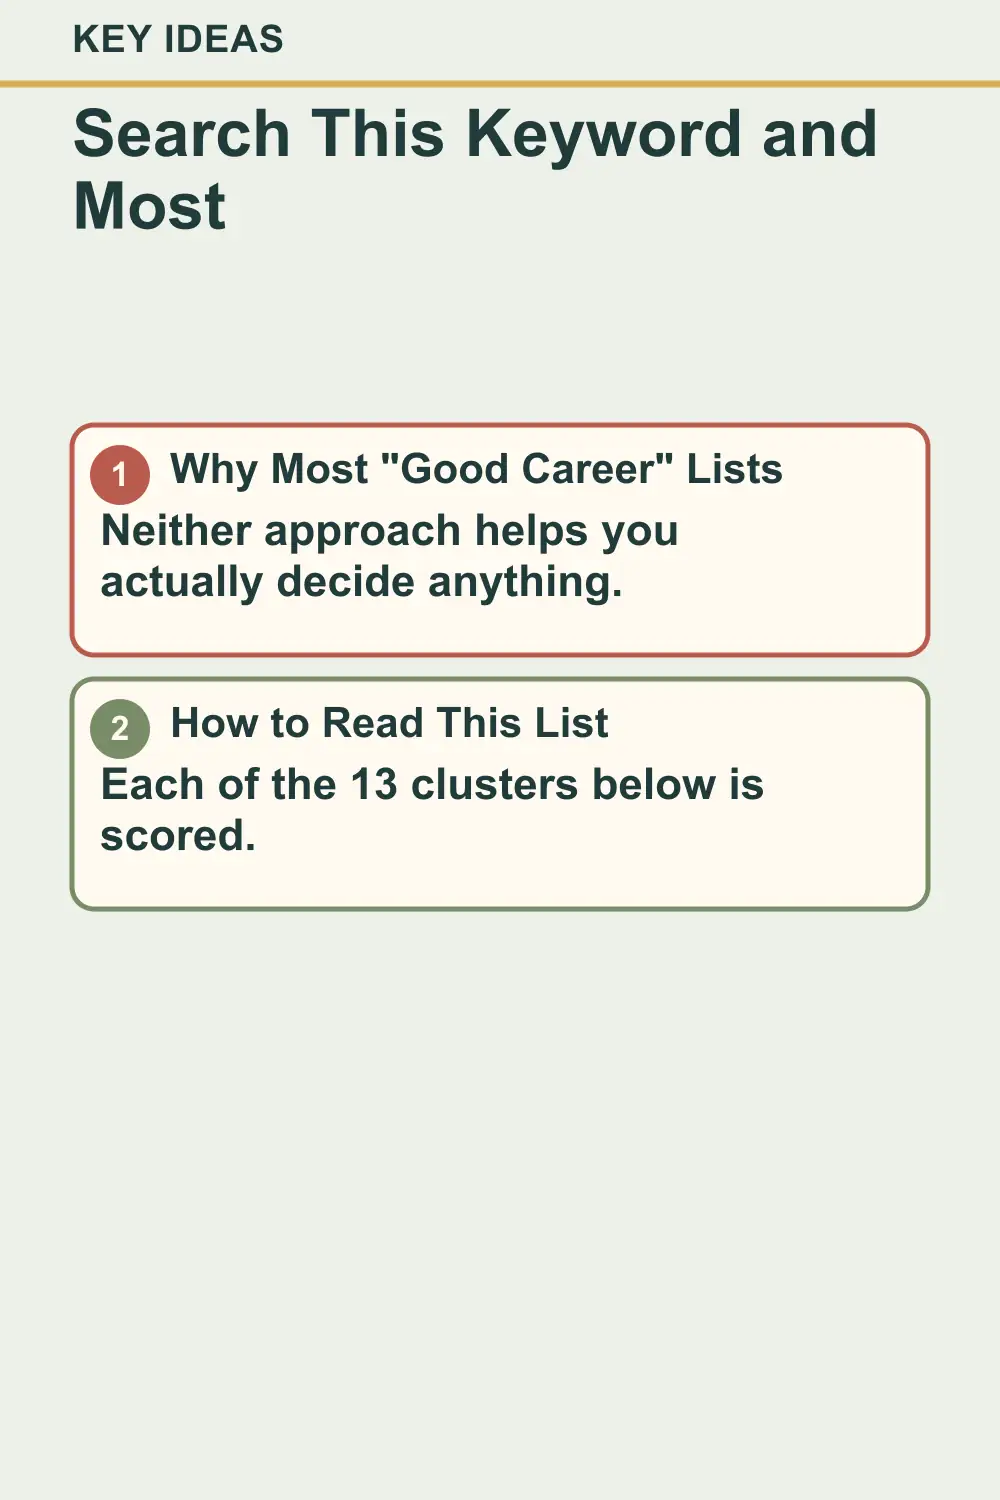 KEY IDEAS
Search This Keyword and
Most
1
Why Most "Good Career" Lists
Neither approach helps you
actually decide anything.
2
How to Read This List
Each of the 13 clusters below is
scored.